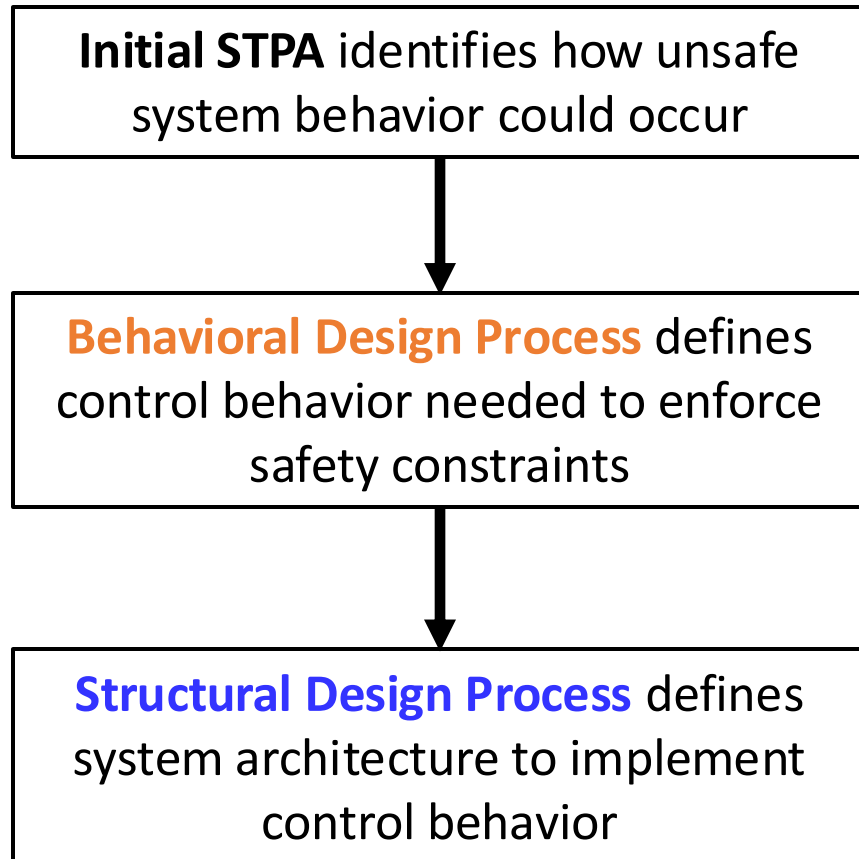 Initial STPA identifies how unsafe
system behavior could occur
Behavioral Design Process defines
control behavior needed to enforce
safety constraints
Structural Design Process defines
system architecture to implement
control behavior